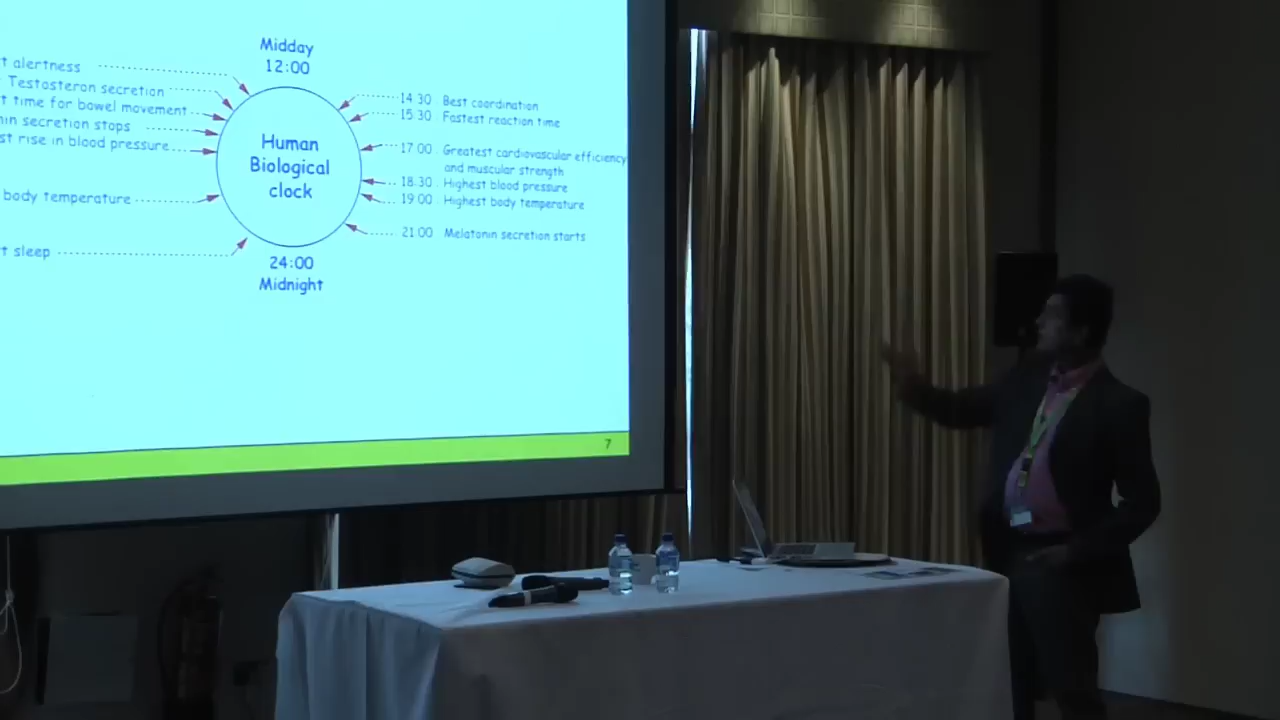 Midday
12:00
t alertness
Testosteron secretion
t time for bowel movement
nin secretion stops
st rise in blood pressure
body temperature
t sleep
Human
Biological
clock
14.30 Best coordination
15:30 Fastest reaction time
17:00 Greatest cardiovascular efficiency
and muscular strength
18:30 Highest blood pressure
19:00 Highest body temperature
21:00 Melatonin secretion starts
24:00
Midnight
7